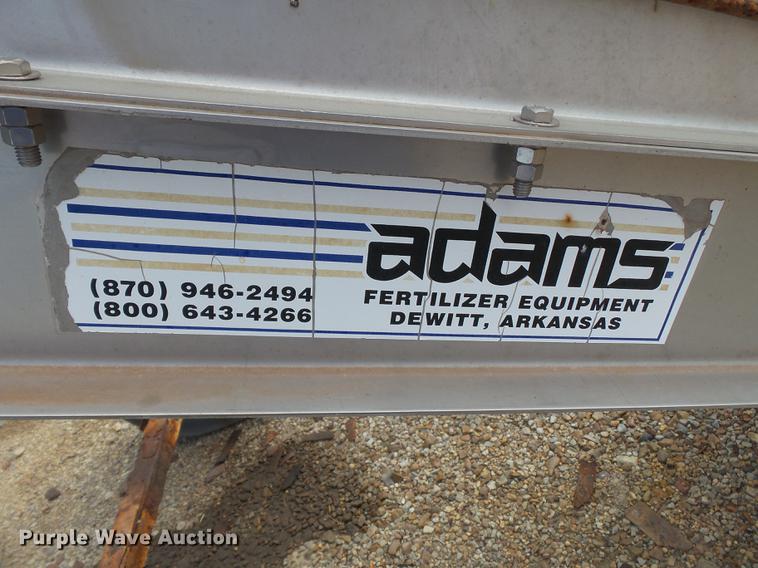 adams
(870) 946-2494
(800) 643-4266
FERTILIZER EQUIPMENT
DEWITT, ARKANSAS
Purple Wave Auction